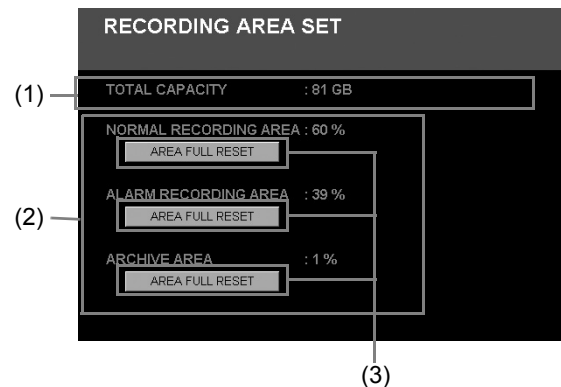 RECORDING AREA SET
(1)
TOTAL CAPACITY : 81 GB
NORMAL RECORDING AREA : 60 %
AREA FULL RESET
(2)
ALARM RECORDING AREA : 39 %
AREA FULL RESET
ARCHIVE AREA : 1 %
AREA FULL RESET
(3)